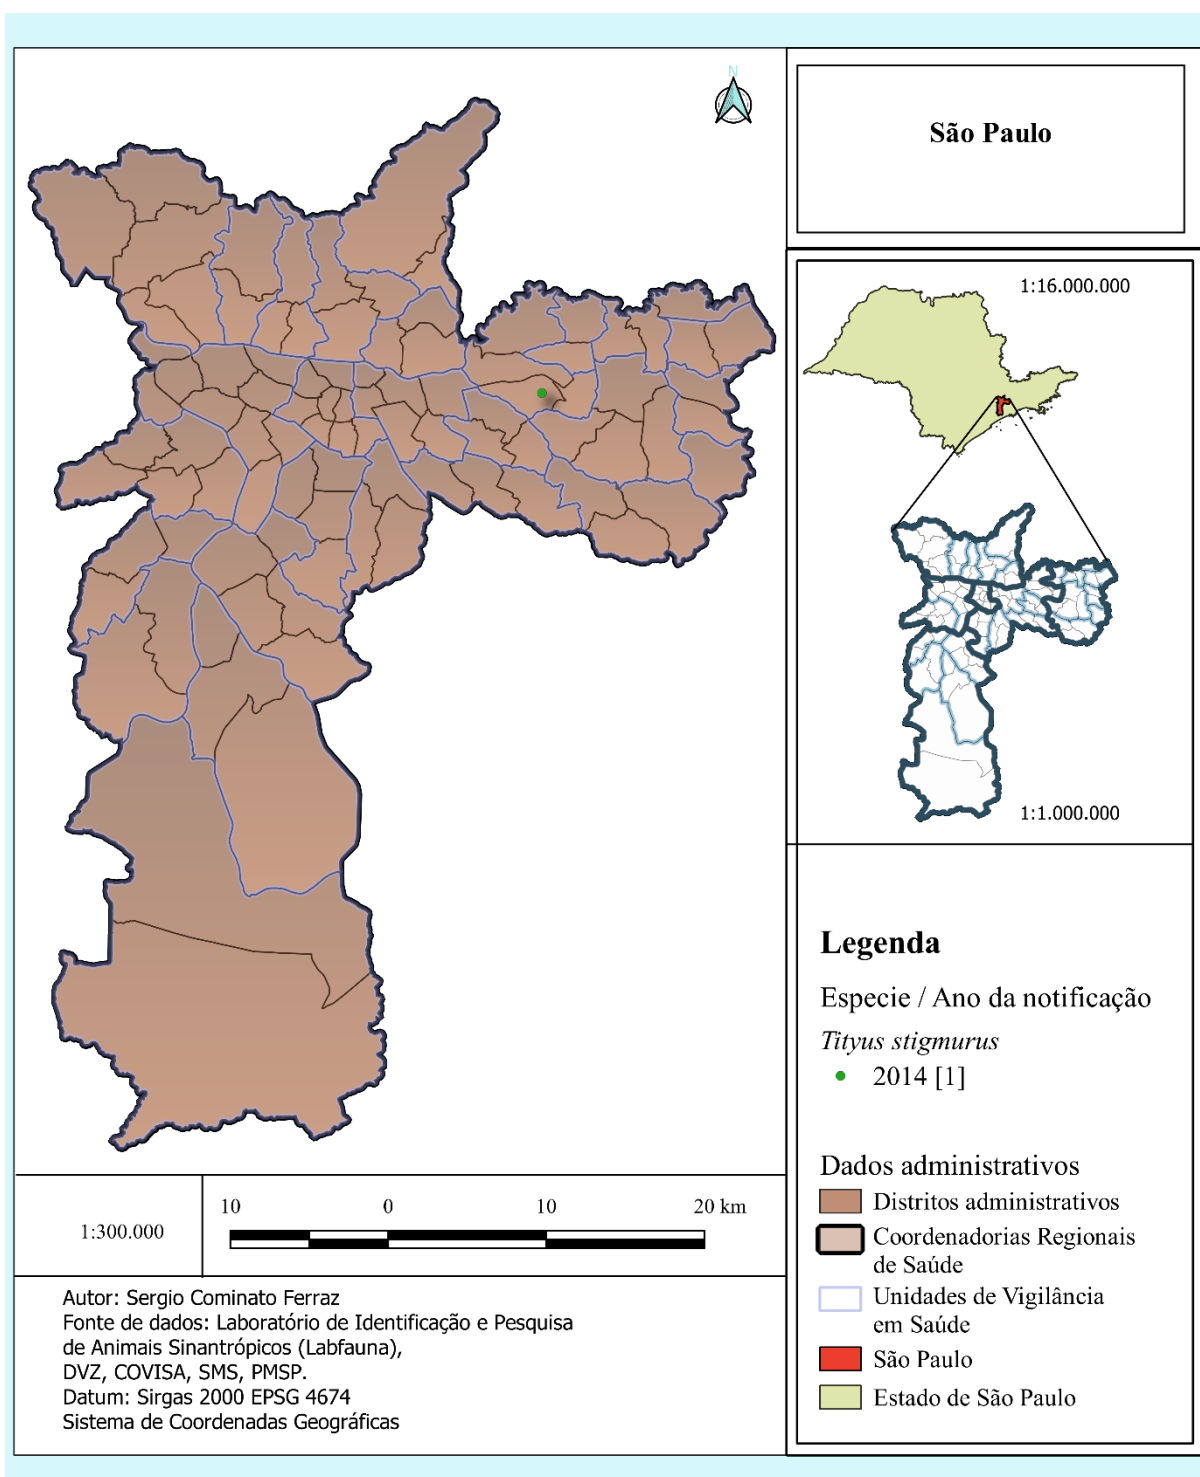 N
São Paulo
1:16.000.000
1:1.000.000
Legenda
Especie / Ano da notificação
Tityus stigmurus
2014 [1]
Dados administrativos
Distritos administrativos
Coordenadorias Regionais
de Saúde
Unidades de Vigilância
em Saúde
São Paulo
Estado de São Paulo
1:300.000
10 0 10 20 km
Autor: Sergio Cominato Ferraz
Fonte de dados: Laboratório de Identificação e Pesquisa
de Animais Sinantrópicos (Labfauna),
DVZ, COVISA, SMS, PMSP.
Datum: Sirgas 2000 EPSG 4674
Sistema de Coordenadas Geográficas